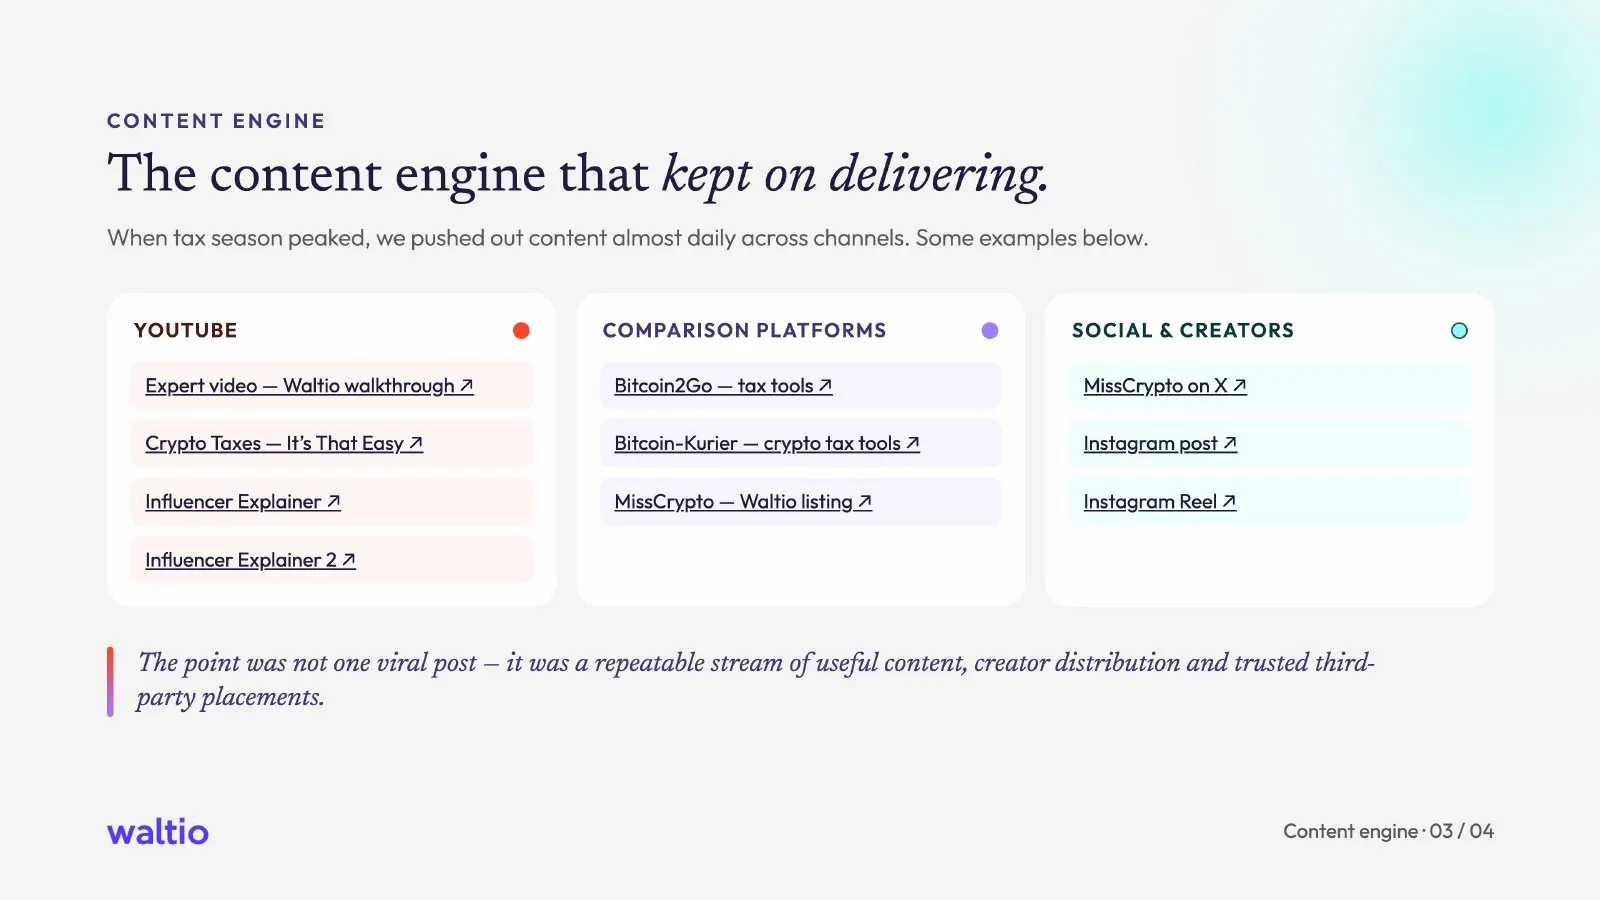 CONTENT ENGINE
The content engine that kept on delivering.
When tax season peaked, we pushed out content almost daily across channels. Some examples below.
YOUTUBE
Expert video — Waltio walkthrough ↗
Crypto Taxes — It’s That Easy ↗
Influencer Explainer ↗
Influencer Explainer 2 ↗
COMPARISON PLATFORMS
Bitcoin2Go — tax tools ↗
Bitcoin-Kurier — crypto tax tools ↗
MissCrypto — Waltio listing ↗
SOCIAL & CREATORS
MissCrypto on X ↗
Instagram post ↗
Instagram Reel ↗
The point was not one viral post — it was a repeatable stream of useful content, creator distribution and trusted third-
party placements.
waltio
Content engine · 03 / 04